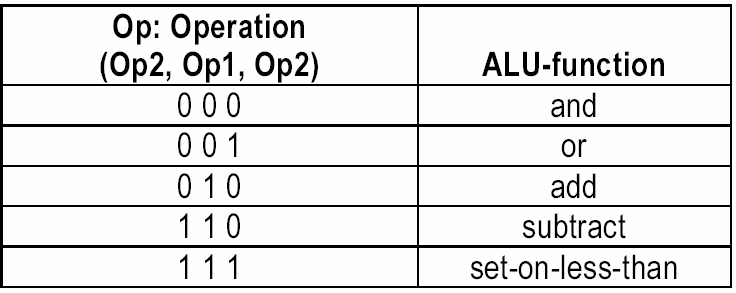 Op: Operation
(Op2, Op1, Op2) ALU-function
0 0 0 and
0 0 1 or
0 1 0 add
1 1 0 subtract
1 1 1 set-on-less-than